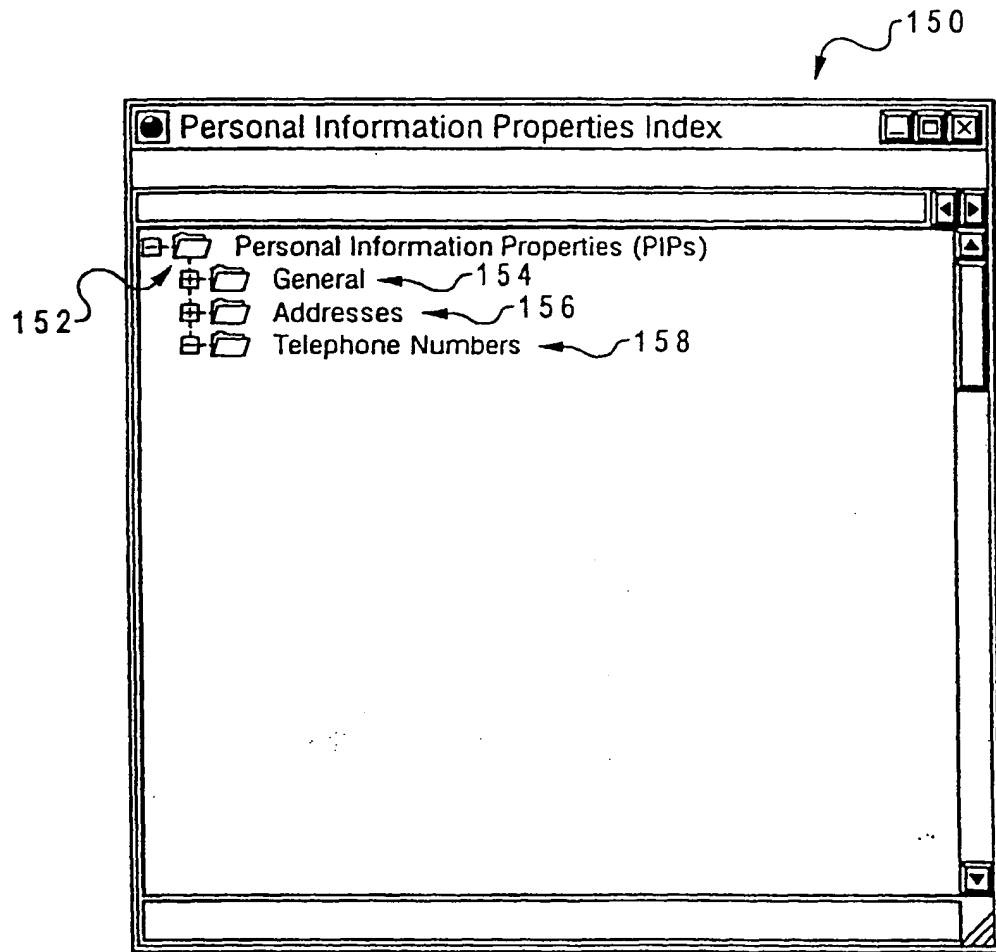 150
Personal Information Properties Index
Personal Information Properties (PIPs)
General 154
152 Addresses 156
Telephone Numbers 158